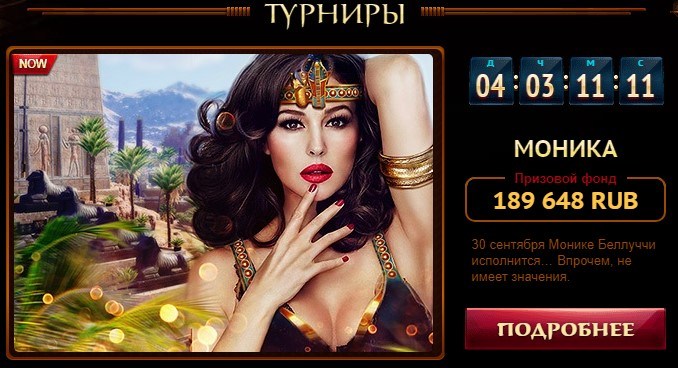 ТУРНИРЫ
NOW
Д Ч М С
04 : 03 : 11 : 11
МОНИКА
Призовой фонд
189 648 RUB
30 сентября Монике Беллуччи
исполнится... Впрочем, не
имеет значения.
ПОДРОБНЕЕ